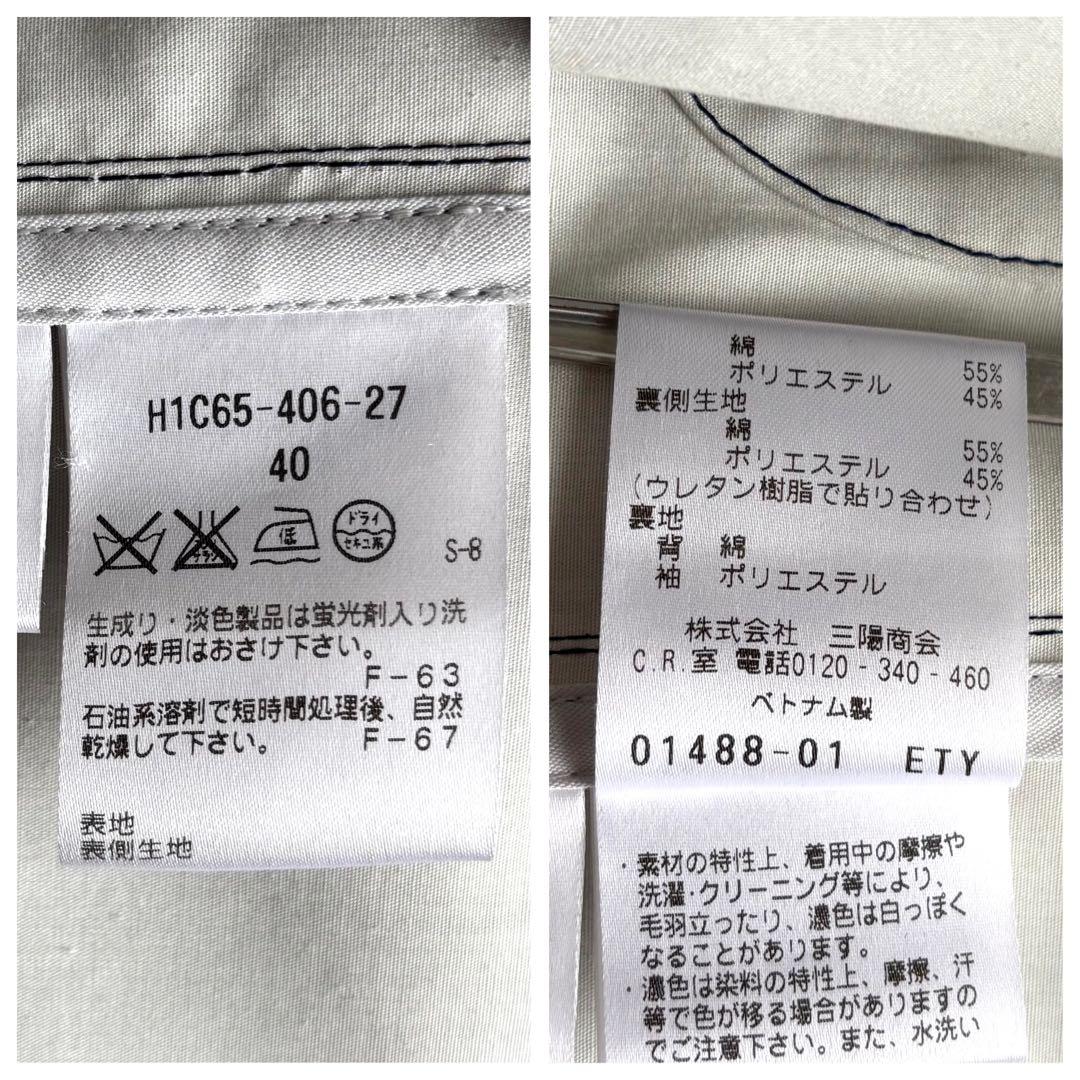 H1C65-406-27
40
ほ
ドライ
セキユ系
S-8
生成り・淡色製品は蛍光剤入り洗
剤の使用はおさけ下さい。
F-63
石油系溶剤で短時間処理後、自然
乾燥して下さい。 F-67
表地
表側生地
綿 55%
ポリエステル 45%
裏側生地
綿 55%
ポリエステル 45%
(ウレタン樹脂で貼り合わせ)
裏地
背 綿
袖 ポリエステル
株式会社 三陽商会
C.R.室 電話0120-340-460
ベトナム製
01488-01 ETY
・素材の特性上、着用中の摩擦や
洗濯・クリーニング等により、
毛羽立ったり、濃色は白っぽく
なることがあります。
・濃色は染料の特性上、摩擦、汗
等で色が移る場合がありますの
でご注意下さい。また、水洗い